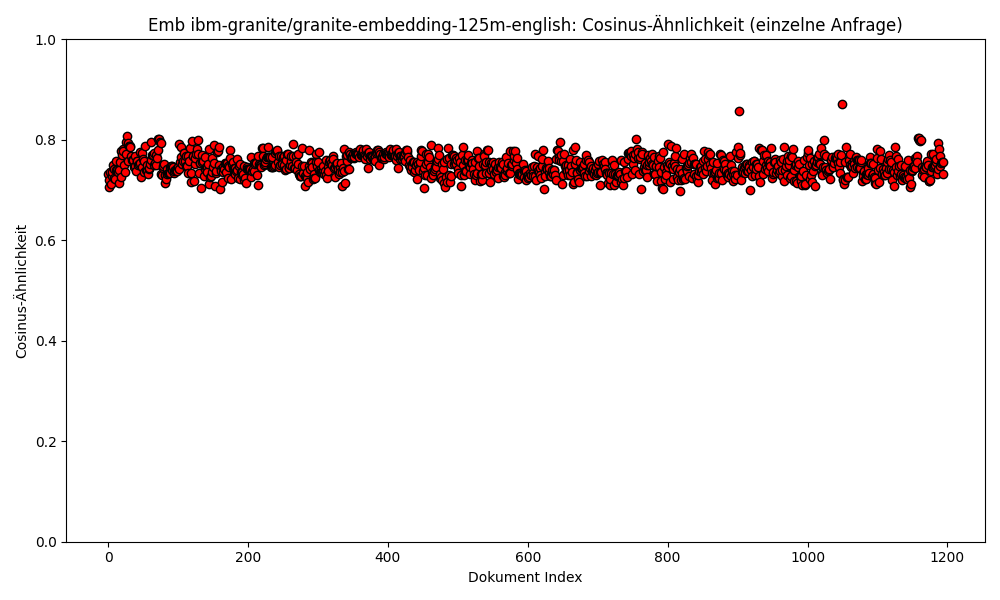 Emb ibm-granite/granite-embedding-125m-english: Cosinus-Ähnlichkeit (einzelne Anfrage)
1.0
0.8
0.6
0.4
0.2
0.0
Cosinus-Ähnlichkeit
0 200 400 600 800 1000 1200
Dokument Index